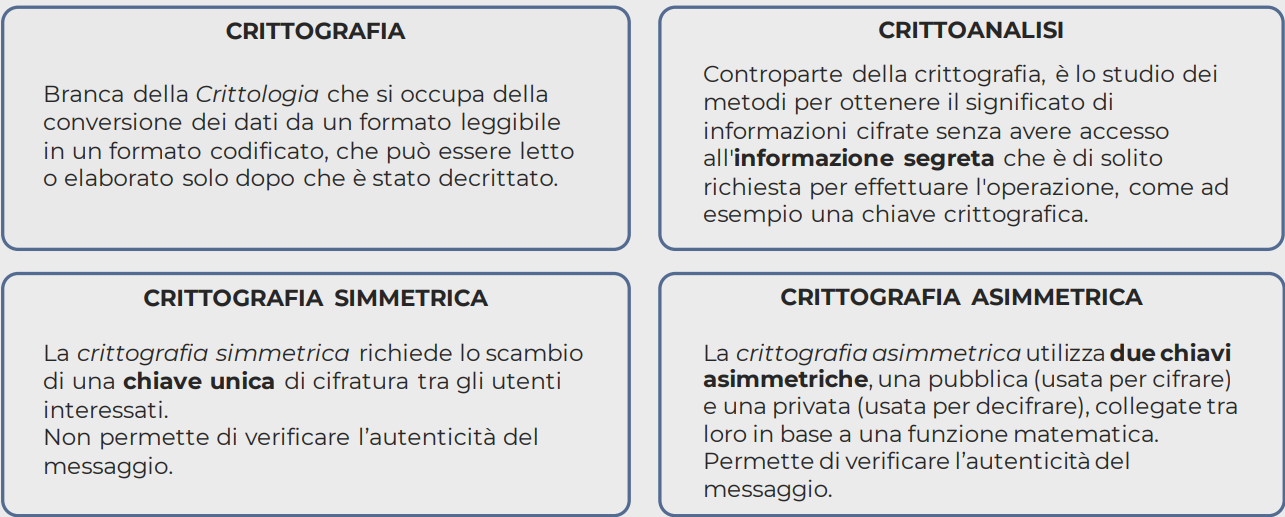 CRITTOGRAFIA
Branca della Crittologia che si occupa della
conversione dei dati da un formato leggibile
in un formato codificato, che può essere letto
o elaborato solo dopo che è stato decrittato.
CRITTOANALISI
Controparte della crittografia, è lo studio dei
metodi per ottenere il significato di
informazioni cifrate senza avere accesso
all'informazione segreta che è di solito
richiesta per effettuare l'operazione, come ad
esempio una chiave crittografica.
CRITTOGRAFIA SIMMETRICA
La crittografia simmetrica richiede lo scambio
di una chiave unica di cifratura tra gli utenti
interessati.
Non permette di verificare l’autenticità del
messaggio.
CRITTOGRAFIA ASIMMETRICA
La crittografia asimmetrica utilizza due chiavi
asimmetriche, una pubblica (usata per cifrare)
e una privata (usata per decifrare), collegate tra
loro in base a una funzione matematica.
Permette di verificare l’autenticità del
messaggio.